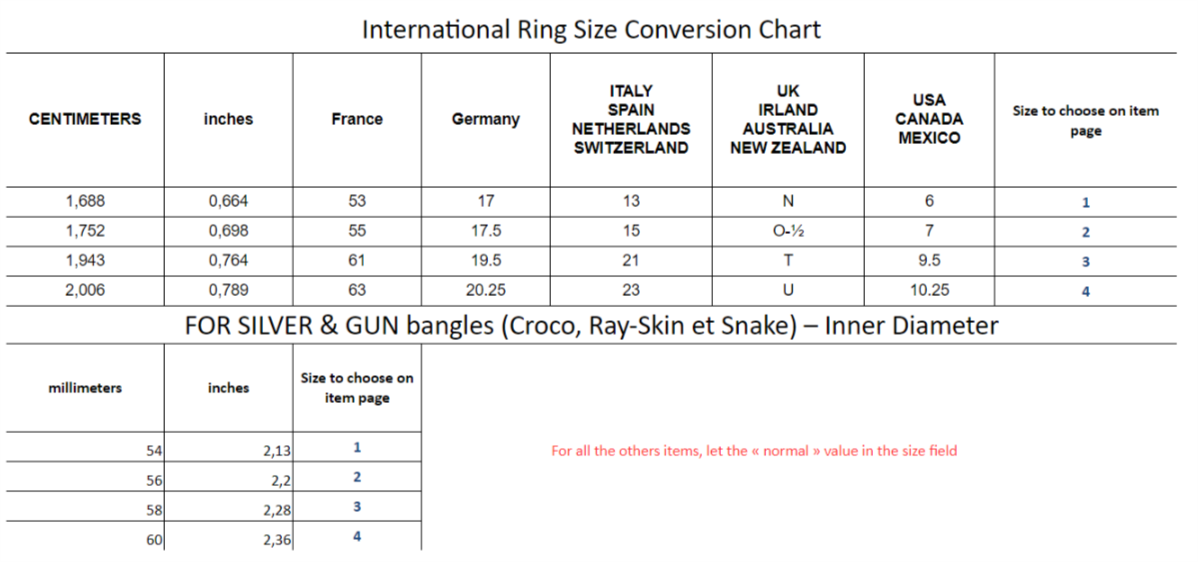 International Ring Size Conversion Chart
CENTIMETERS inches France Germany ITALY SPAIN NETHERLANDS SWITZERLAND UK IRLAND AUSTRALIA NEW ZEALAND USA CANADA MEXICO Size to choose on item page
1,688 0,664 53 17 13 N 6 1
1,752 0,698 55 17.5 15 O-½ 7 2
1,943 0,764 61 19.5 21 T 9.5 3
2,006 0,789 63 20.25 23 U 10.25 4
FOR SILVER & GUN bangles (Croco, Ray-Skin et Snake) – Inner Diameter
millimeters inches Size to choose on item page
54 2,13 1
For all the others items, let the « normal » value in the size field
56 2,2 2
58 2,28 3
60 2,36 4